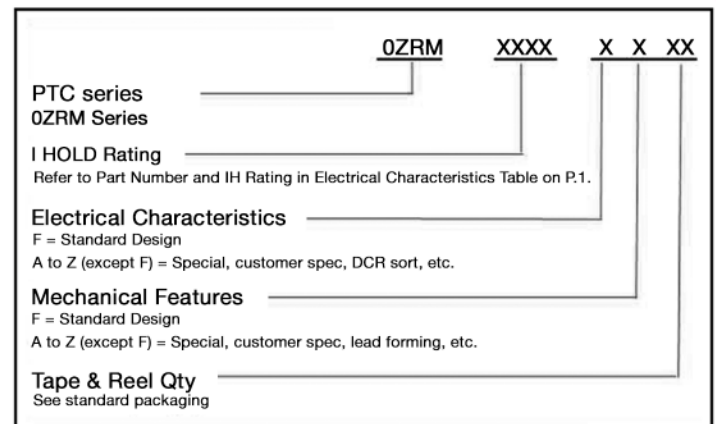 0ZRM XXXX X X XX
PTC series
0ZRM Series
I HOLD Rating
Refer to Part Number and IH Rating in Electrical Characteristics Table on P.1.
Electrical Characteristics
F = Standard Design
A to Z (except F) = Special, customer spec, DCR sort, etc.
Mechanical Features
F = Standard Design
A to Z (except F) = Special, customer spec, lead forming, etc.
Tape & Reel Qty
See standard packaging